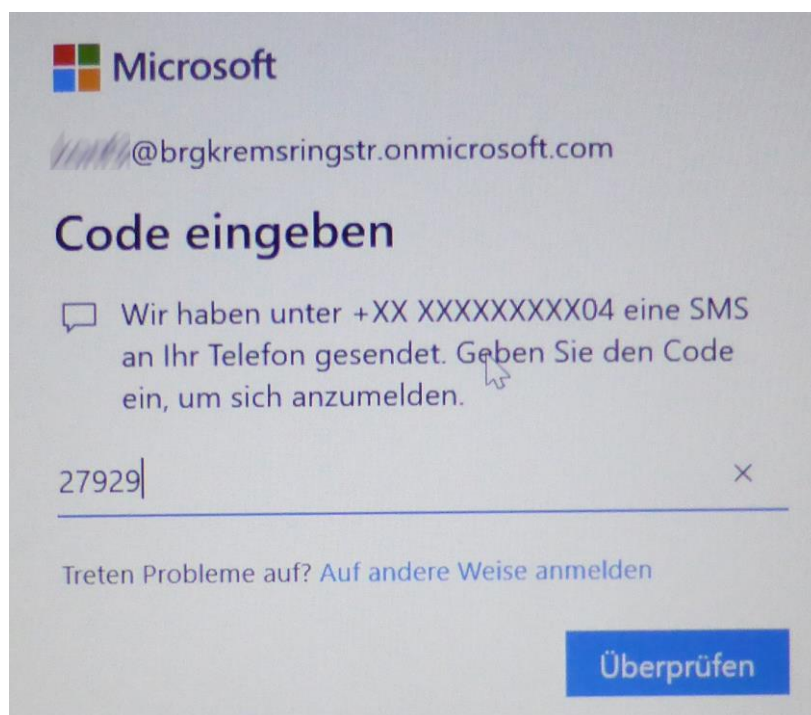 Microsoft
@brgkremsringstr.onmicrosoft.com
Code eingeben
Wir haben unter +XX XXXXXXXXX04 eine SMS
an Ihr Telefon gesendet. Geben Sie den Code
ein, um sich anzumelden.
27929
Treten Probleme auf? Auf andere Weise anmelden
Überprüfen